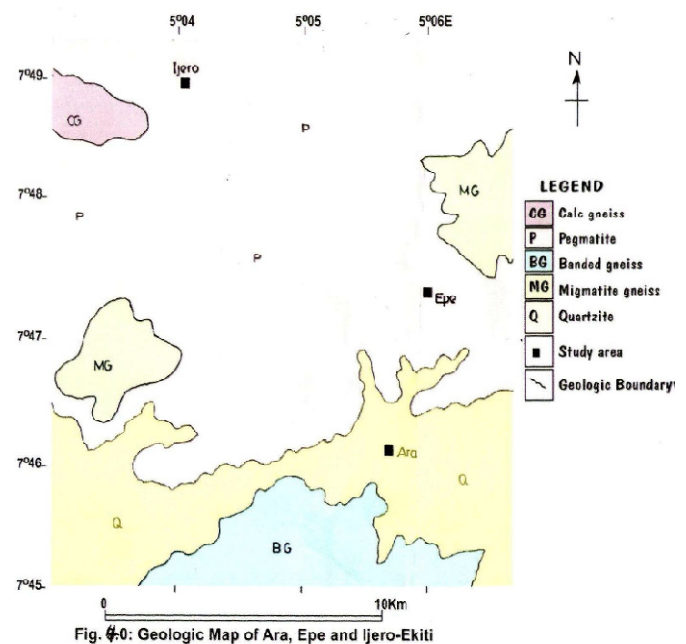 5°04 5°05 5°06E
7°49
Ijero
N
CG
P
7°48
MG
LEGEND
CG Calc gneiss
P
P Pegmatite
BG Banded gneiss
P
MG Migmatite gneiss
Epe
Q Quartzite
7°47
Study area
MG
Geologic Boundary
7°46
Ara
Q
Q
BG
7°45
0 10Km
Geologic Map of Ara, Epe and Ijero-Ekiti